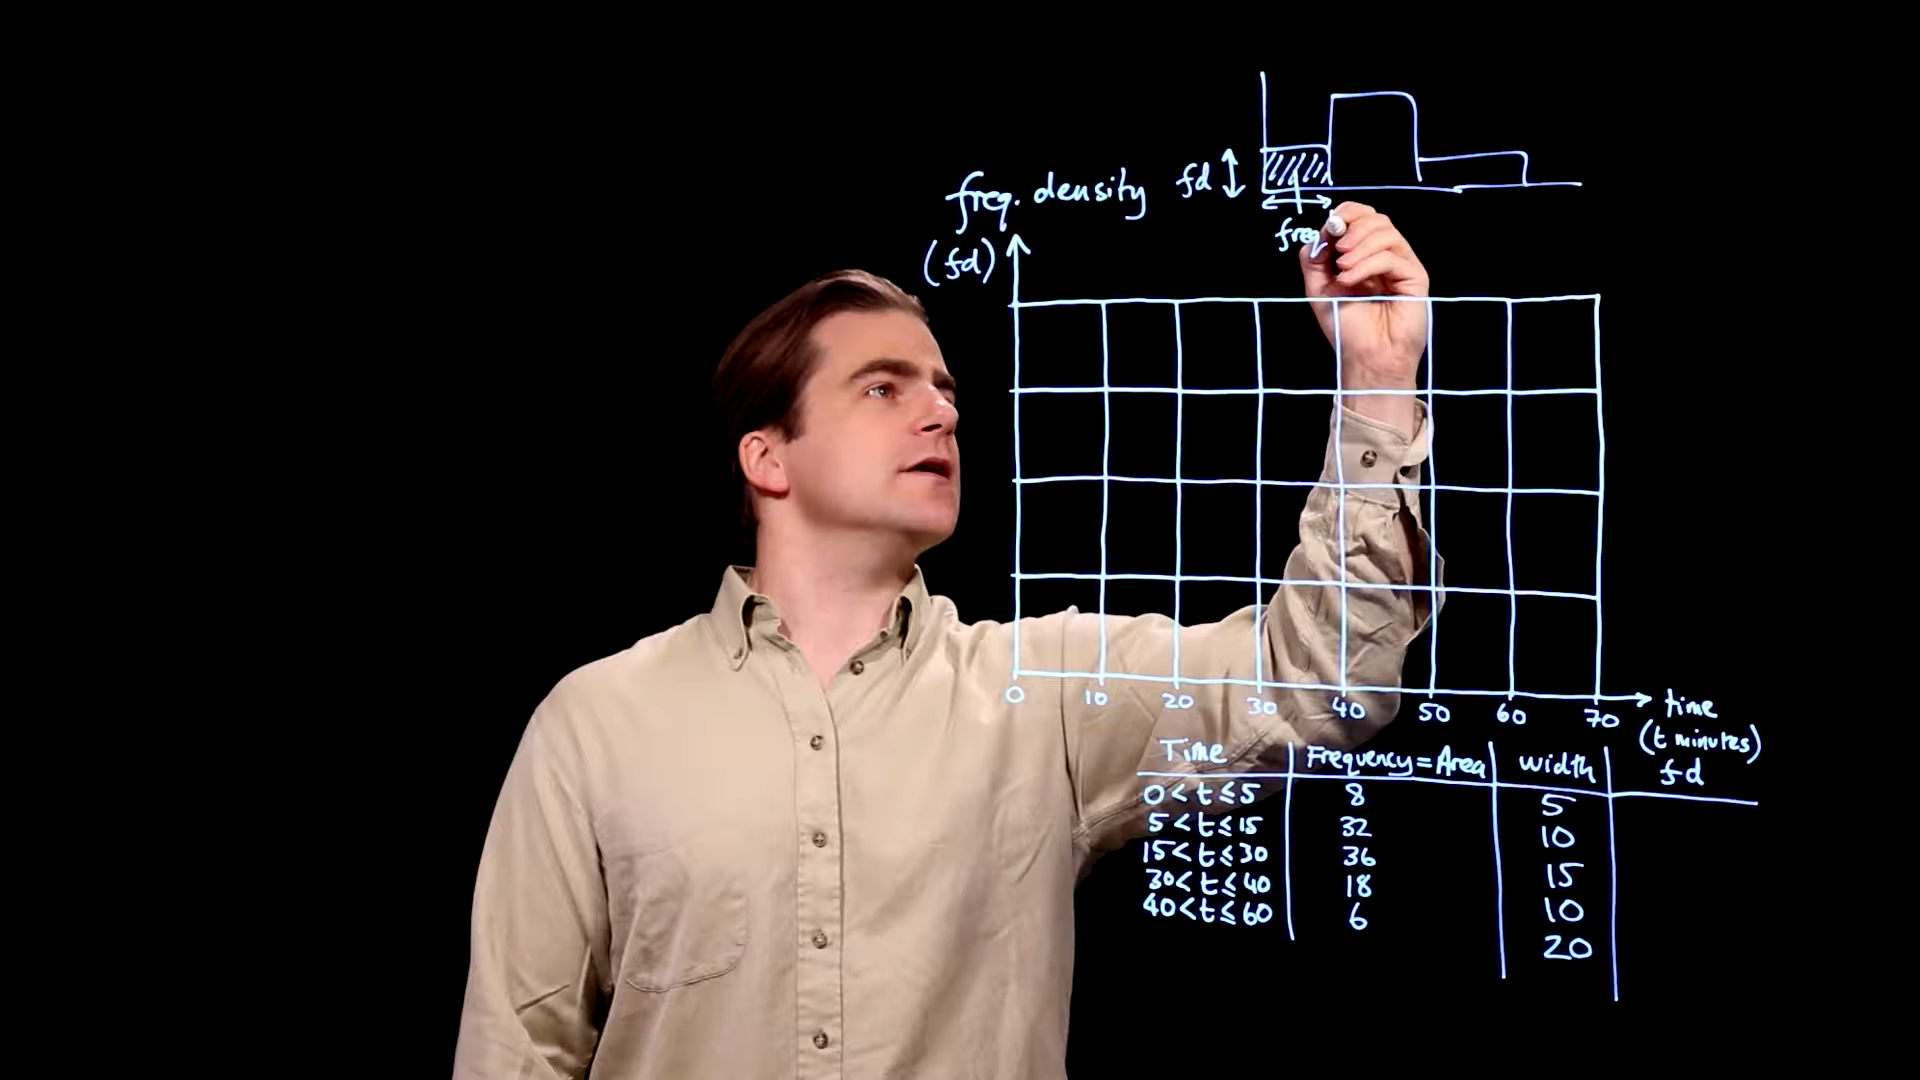 freq. density
(fd)
fd
freq
0 10 20 30 40 50 60 70
time
(t minutes)
Time Frequency = Area width fd
0 < t ≤ 5 8 5
5 < t ≤ 15 32 10
15 < t ≤ 30 36 15
30 < t ≤ 40 18 10
40 < t ≤ 60 6 20